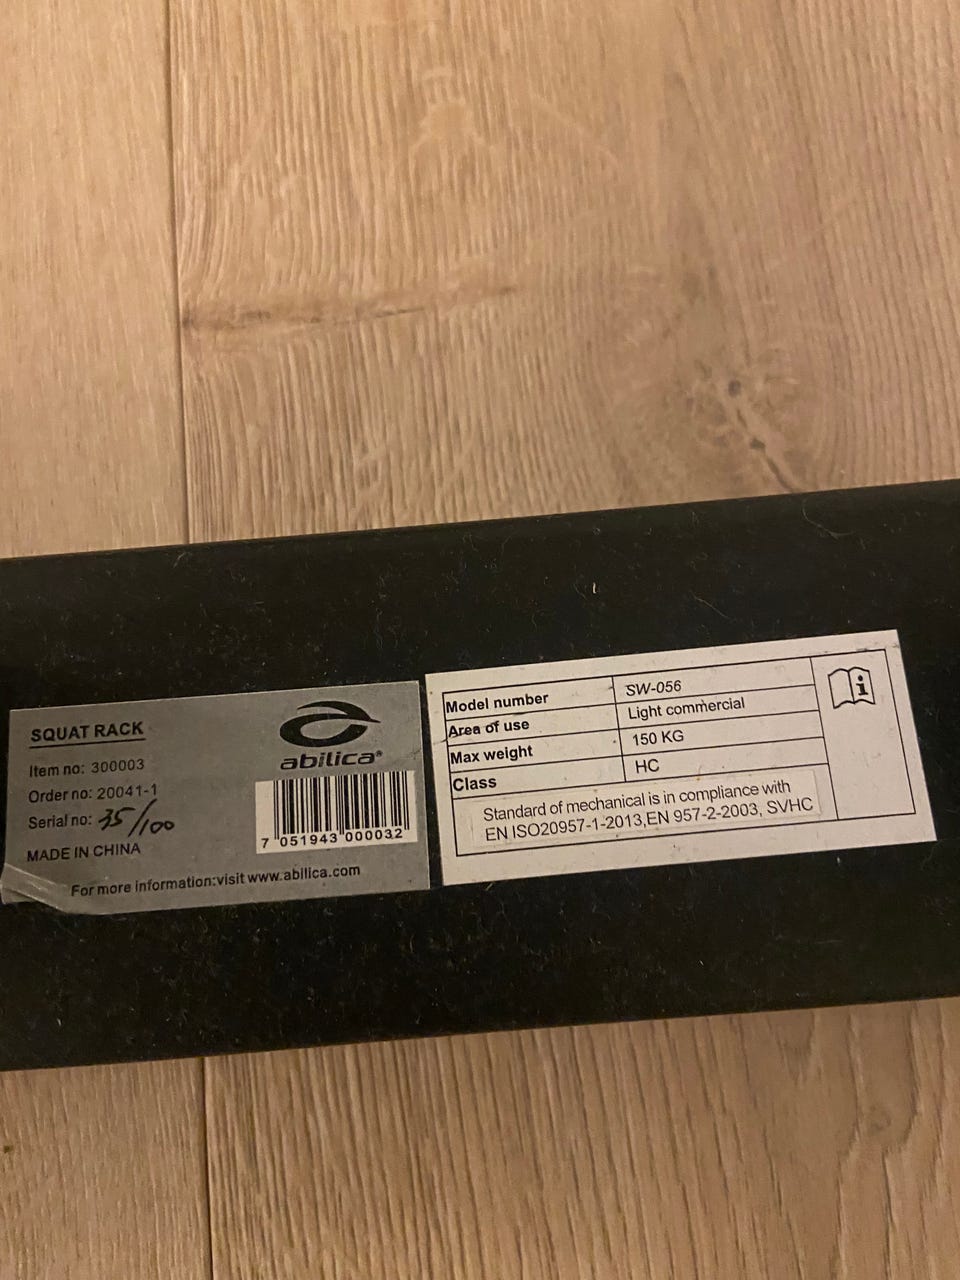 SQUAT RACK
Item no: 300003
Order no: 20041-1
Serial no: 35/100
MADE IN CHINA
For more information:visit www.abilica.com
abilica®
7 051943 000032
Model number SW-056
Area of use Light commercial
Max weight 150 KG
Class HC
Standard of mechanical is in compliance with
EN ISO20957-1-2013,EN 957-2-2003, SVHC
i